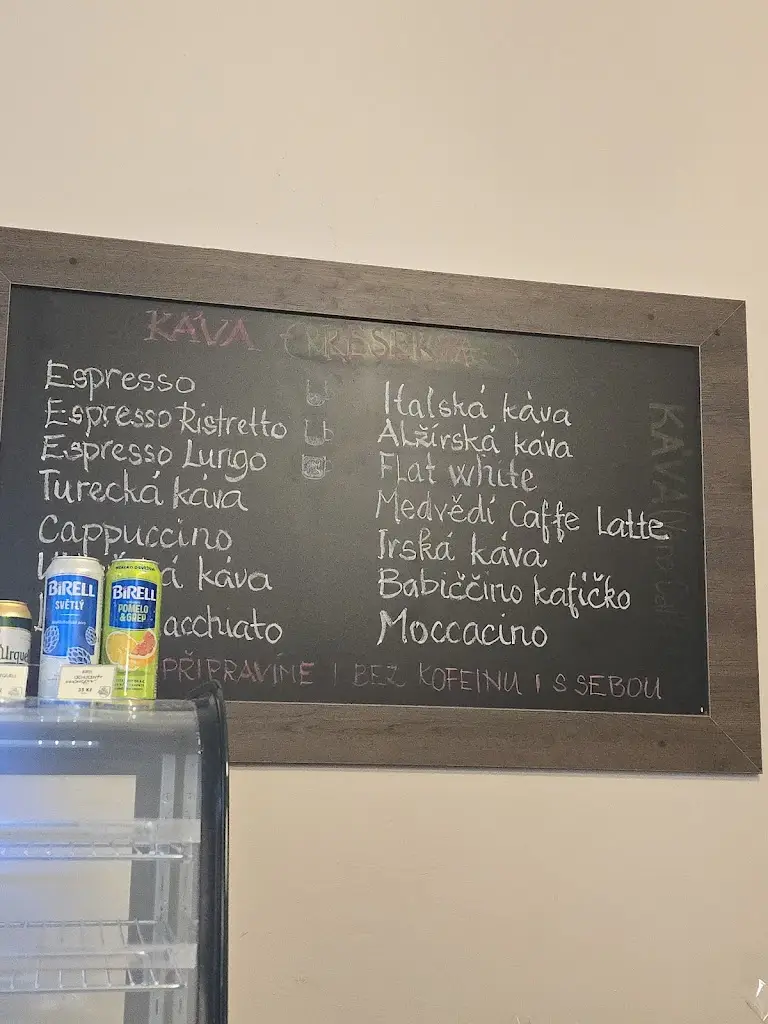 KÁVA
Espresso
Espresso Ristretto
Espresso Lungo
Turecká káva
Cappuccino
káva
Italská káva
Alžírská káva
Flat white
Medvědí Caffe Latte
Irská káva
Babiččino kafíčko
Moccacino
PŘIPRAVÍME I BEZ KOFEINU I S SEBOU
KÁVA
BIRELL
SVĚTLÝ
BIRELL
POMELO
& GREP